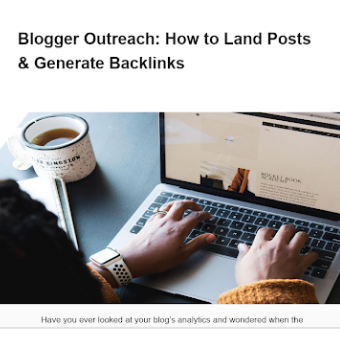 Blogger Outreach: How to Land Posts
& Generate Backlinks
KINGSTON
Have you ever looked at your blog's analytics and wondered when the